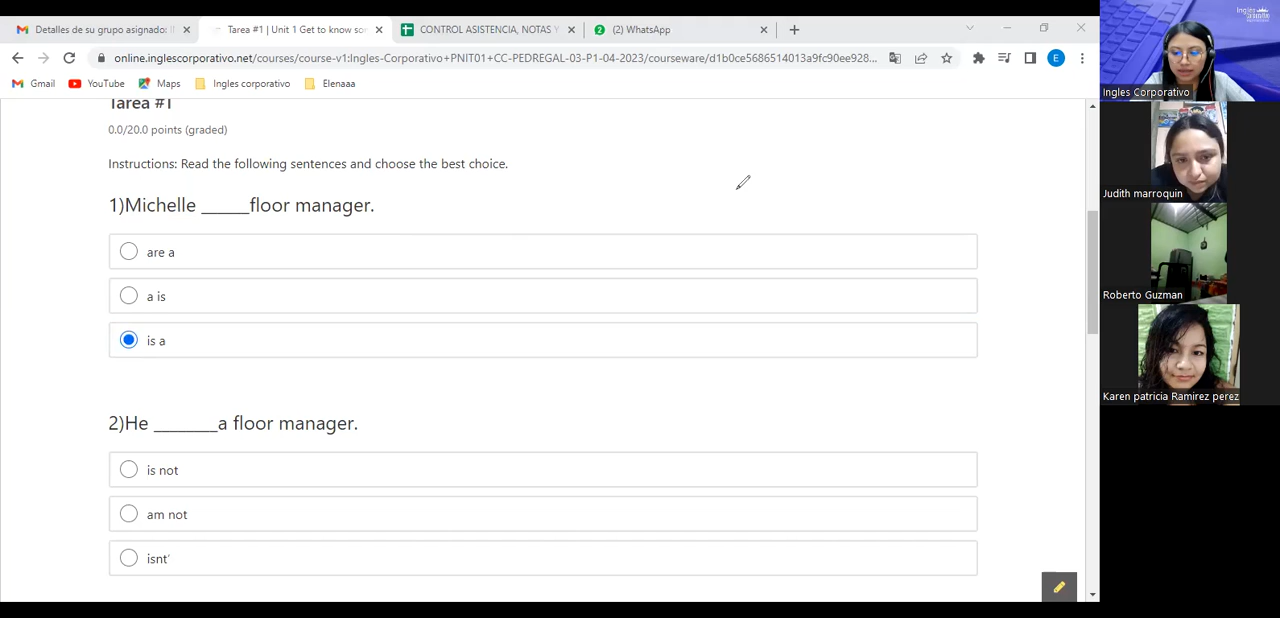 Detalles de su grupo asignado: I
Tarea #1 | Unit 1 Get to know so
CONTROL ASISTENCIA, NOTAS Y
(2) WhatsApp
online.inglescorporativo.net/courses/course-v1:Ingles-Corporativo+PNIT01+CC-PEDREGAL-03-P1-04-2023/courseware/d1b0ce5686514013a9fc90ee928...
E
Gmail
YouTube
Maps
Ingles corporativo
Elenaaa
Tarea #1
0.0/20.0 points (graded)
Instructions: Read the following sentences and choose the best choice.
1)Michelle _____floor manager.
are a
a is
is a
2)He _______a floor manager.
is not
am not
isnt'
Ingles Corporativo
Judith marroquin
Roberto Guzman
Karen patricia Ramirez perez